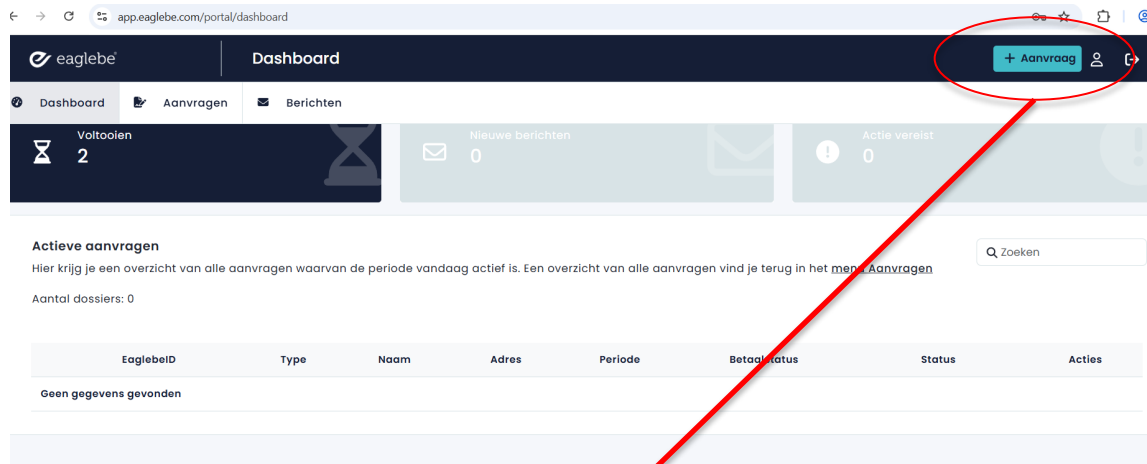 app.eaglebe.com/portal/dashboard
eaglebe
Dashboard
+ Aanvraag
Dashboard
Aanvragen
Berichten
Voltooien
2
Nieuwe berichten
0
Actie vereist
0
Actieve aanvragen
Zoeken
Hier krijg je een overzicht van alle aanvragen waarvan de periode vandaag actief is. Een overzicht van alle aanvragen vind je terug in het menu Aanvragen
Aantal dossiers: 0
EaglebeID Type Naam Adres Periode Betaalstatus Status Acties
Geen gegevens gevonden